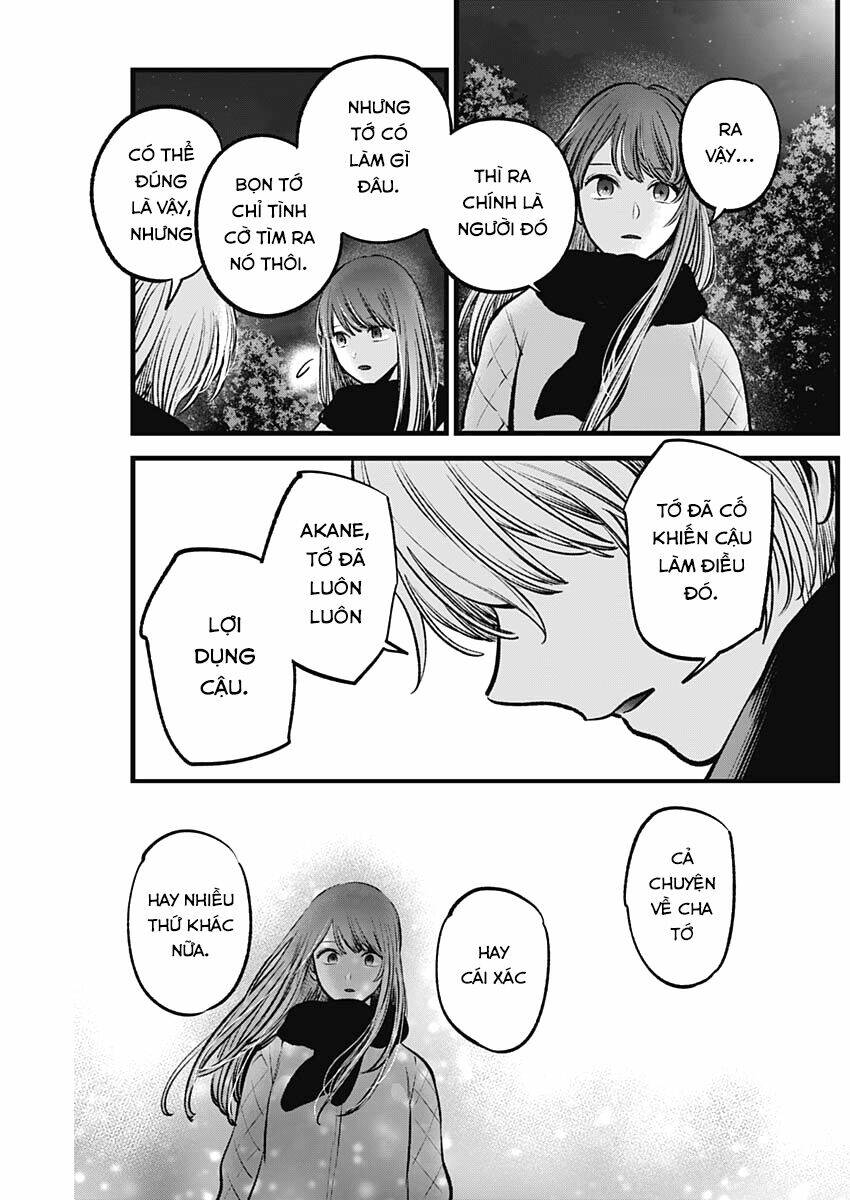 RA
VẬY...
THÌ RA
CHÍNH LÀ
NGƯỜI ĐÓ
NHƯNG
TỚ CÓ
LÀM GÌ
ĐÂU.
BỌN TỚ
CHỈ TÌNH
CỜ TÌM RA
NÓ THÔI.
CÓ THỂ
ĐÚNG
LÀ VẬY,
NHƯNG
TỚ ĐÃ CỐ
KHIẾN CẬU
LÀM ĐIỀU
ĐÓ.
AKANE,
TỚ ĐÃ
LUÔN
LUÔN
LỢI
DỤNG
CẬU.
CẢ
CHUYỆN
VỀ CHA
TỚ
HAY
CÁI XÁC
HAY NHIỀU
THỨ KHÁC
NỮA.